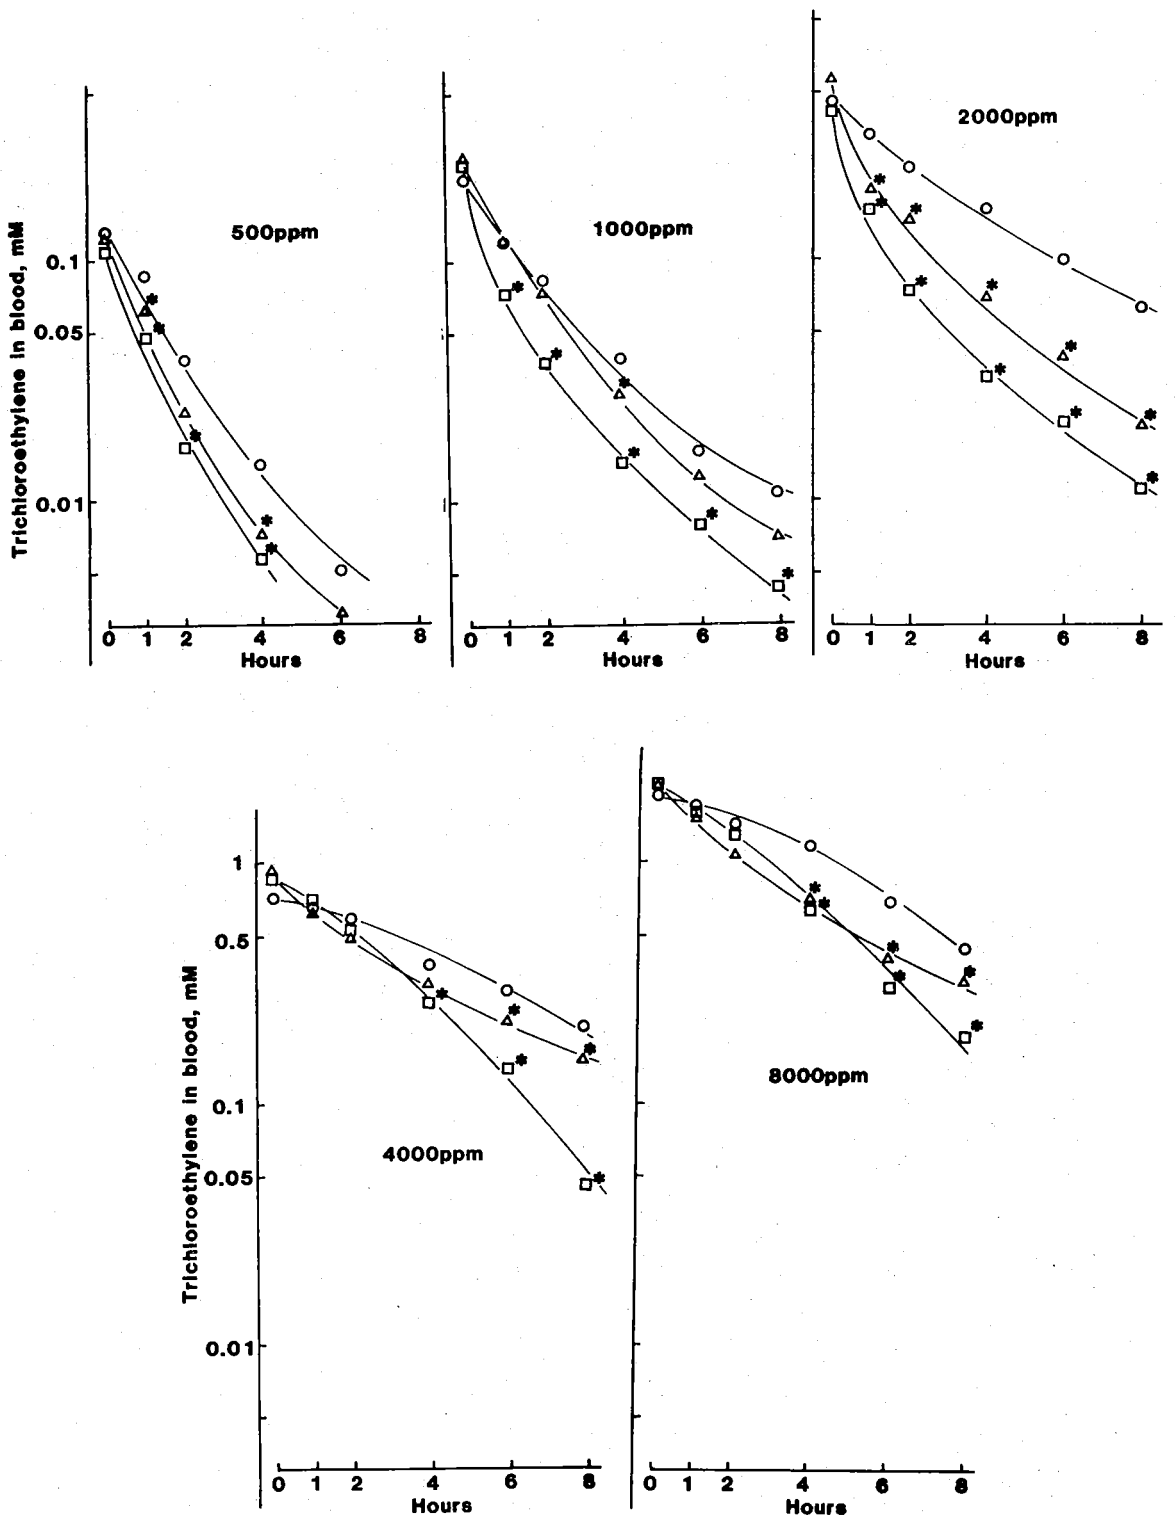 500ppm
1000ppm
2000ppm
Trichloroethylene in blood, mM
0.1
0.05
0.01
0 1 2 4 6 8
Hours
0 1 2 4 6 8
Hours
0 1 2 4 6 8
Hours
Trichloroethylene in blood, mM
1
0.5
0.1
0.05
0.01
4000ppm
8000ppm
0 1 2 4 6 8
Hours
0 1 2 4 6 8
Hours